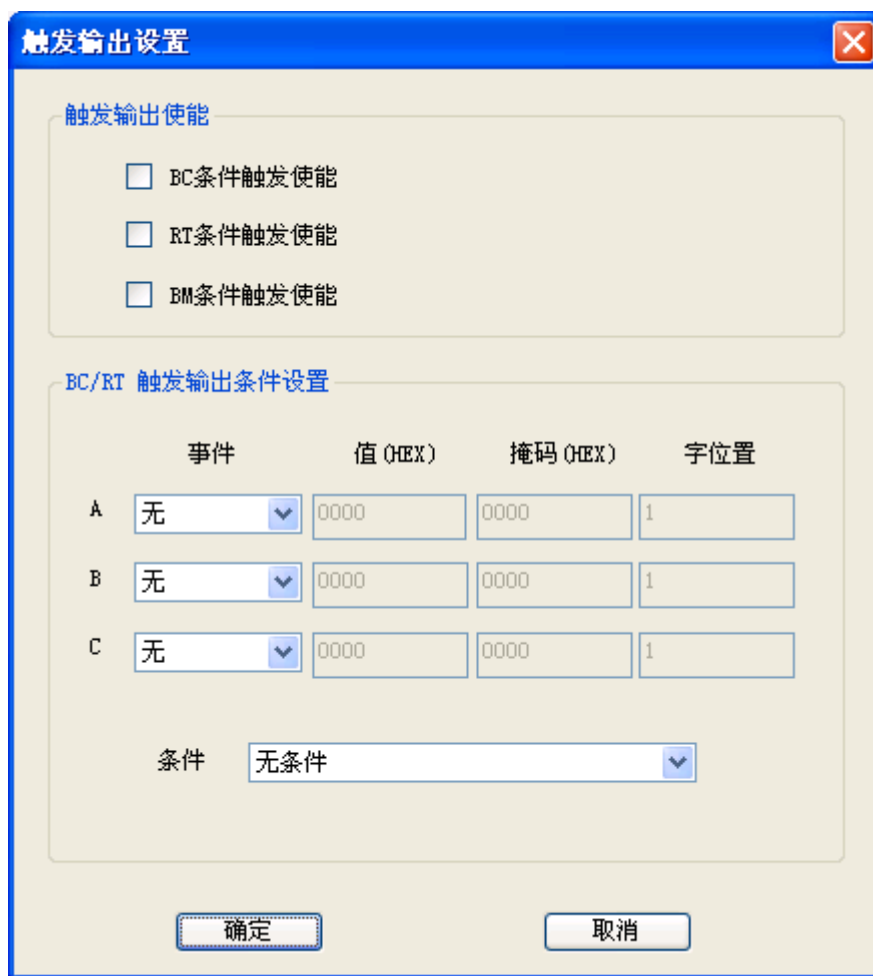 触发输出设置
触发输出使能
BC条件触发使能
RT条件触发使能
BM条件触发使能
BC/RT 触发输出条件设置
事件 值(HEX) 掩码(HEX) 字位置
A 无 0000 0000 1
B 无 0000 0000 1
C 无 0000 0000 1
条件 无条件
确定 取消